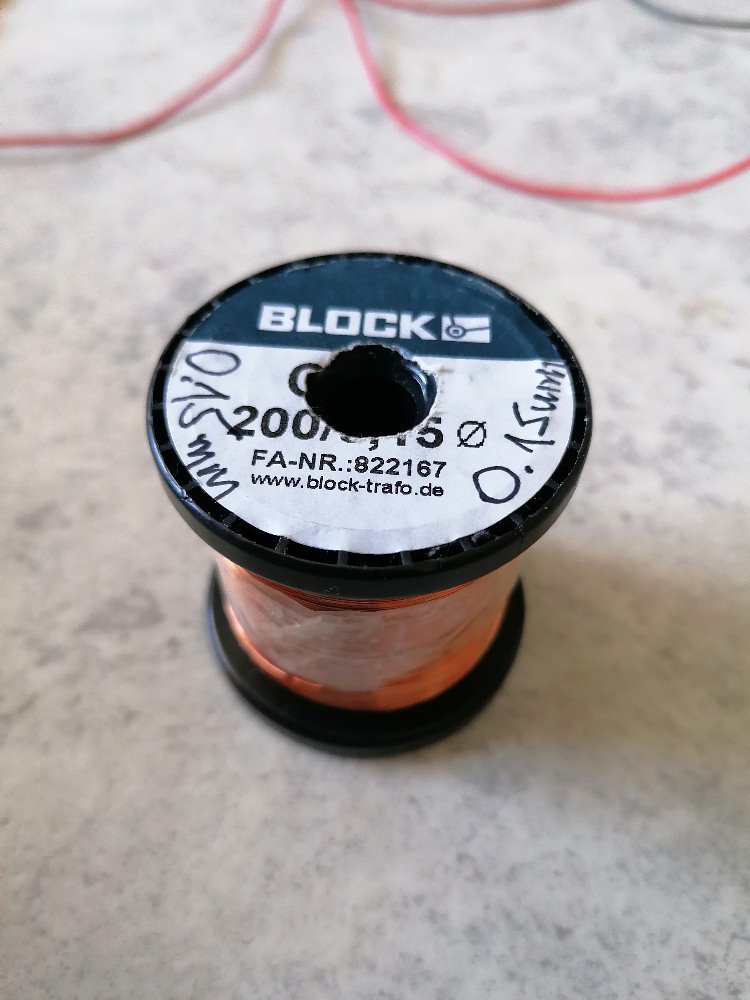 BLOCK
200/0,15 Ø
FA-NR.:822167
www.block-trafo.de
0,15mm
0.15mm